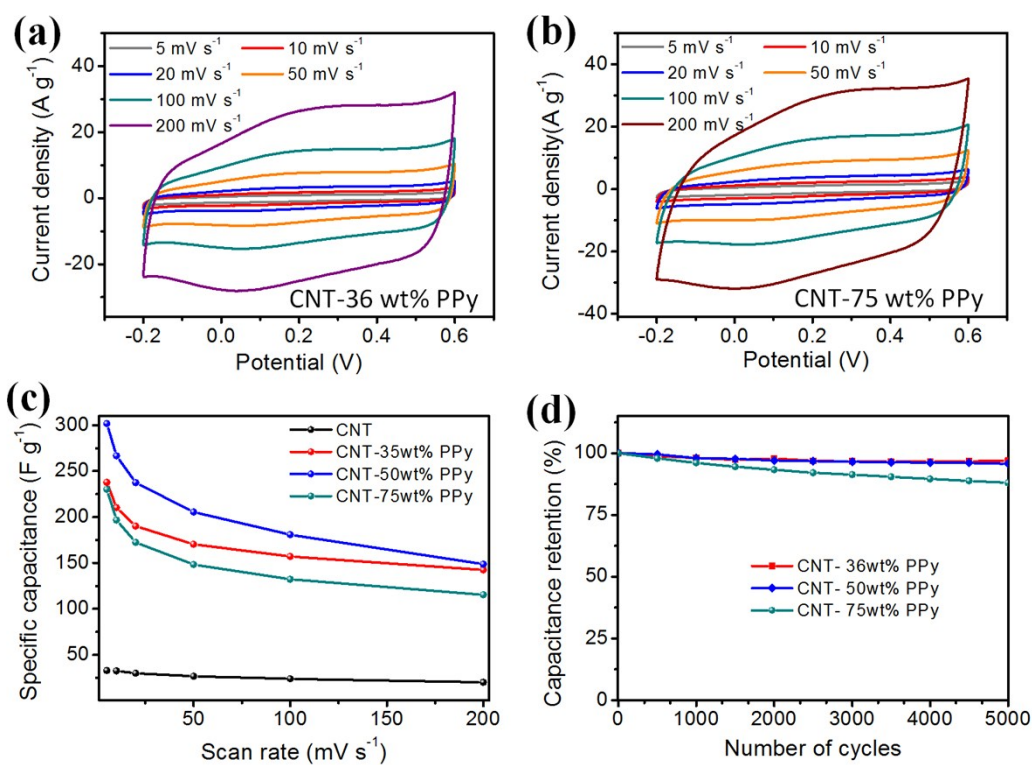 (a)
5 mV s⁻¹ 10 mV s⁻¹
20 mV s⁻¹ 50 mV s⁻¹
100 mV s⁻¹
200 mV s⁻¹
40
20
0
-20
Current density (A g⁻¹)
CNT-36 wt% PPy
-0.2 0.0 0.2 0.4 0.6
Potential (V)
(b)
5 mV s⁻¹ 10 mV s⁻¹
20 mV s⁻¹ 50 mV s⁻¹
100 mV s⁻¹
200 mV s⁻¹
40
20
0
-20
-40
Current density(A g⁻¹)
CNT-75 wt% PPy
-0.2 0.0 0.2 0.4 0.6
Potential (V)
(c)
300
250
200
150
100
50
Specific capacitance (F g⁻¹)
CNT
CNT-35wt% PPy
CNT-50wt% PPy
CNT-75wt% PPy
50 100 150 200
Scan rate (mV s⁻¹)
(d)
100
75
50
25
0
Capacitance retention (%)
CNT- 36wt% PPy
CNT- 50wt% PPy
CNT- 75wt% PPy
0 1000 2000 3000 4000 5000
Number of cycles